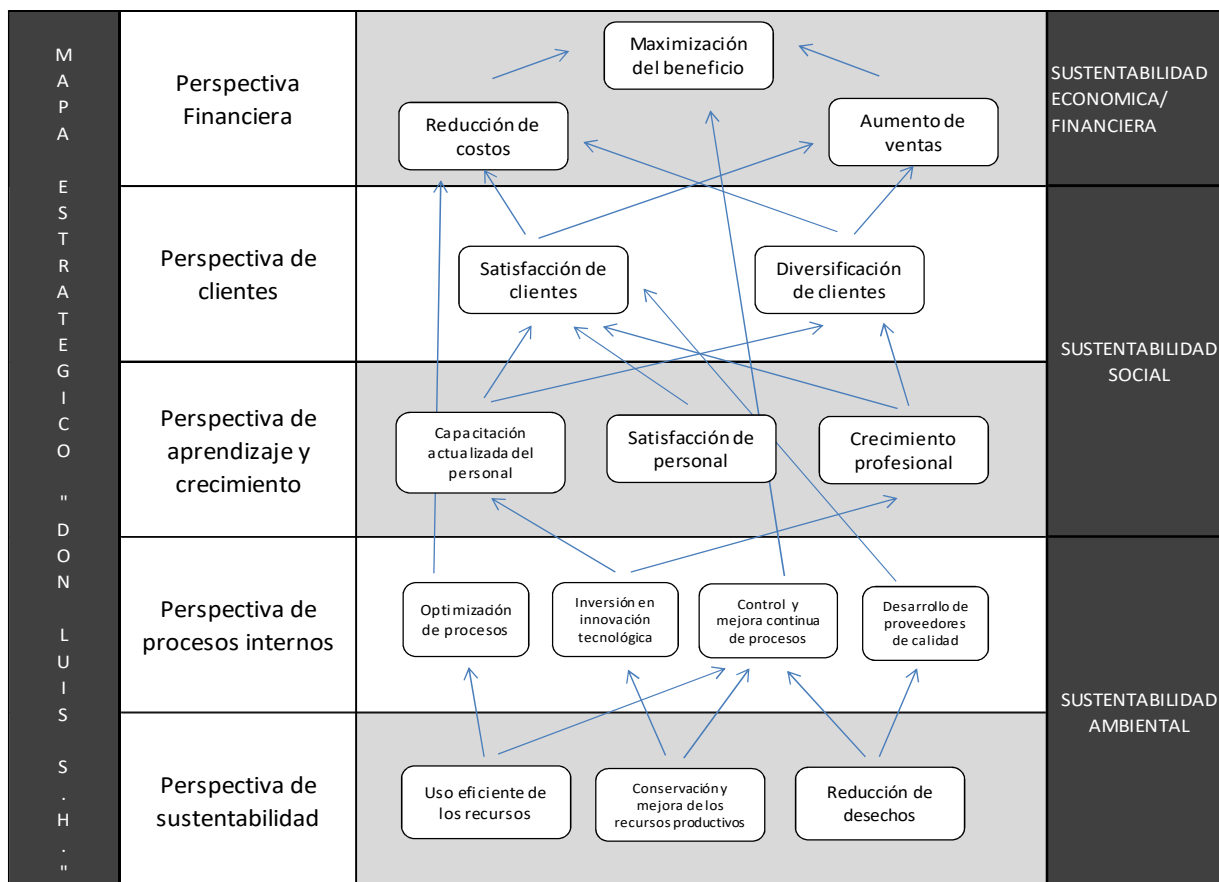 MAPA ESTRATEGICO "DON LUIS S.H."
Perspectiva
Financiera
Maximización
del beneficio
Reducción de
costos
Aumento de
ventas
SUSTENTABILIDAD
ECONOMICA/
FINANCIERA
Perspectiva de
clientes
Satisfacción de
clientes
Diversificación
de clientes
SUSTENTABILIDAD
SOCIAL
Perspectiva de
aprendizaje y
crecimiento
Capacitación
actualizada del
personal
Satisfacción de
personal
Crecimiento
profesional
Perspectiva de
procesos internos
Optimización
de procesos
Inversión en
innovación
tecnológica
Control y
mejora continua
de procesos
Desarrollo de
proveedores
de calidad
SUSTENTABILIDAD
AMBIENTAL
Perspectiva de
sustentabilidad
Uso eficiente de
los recursos
Conservación y
mejora de los
recursos productivos
Reducción de
desechos